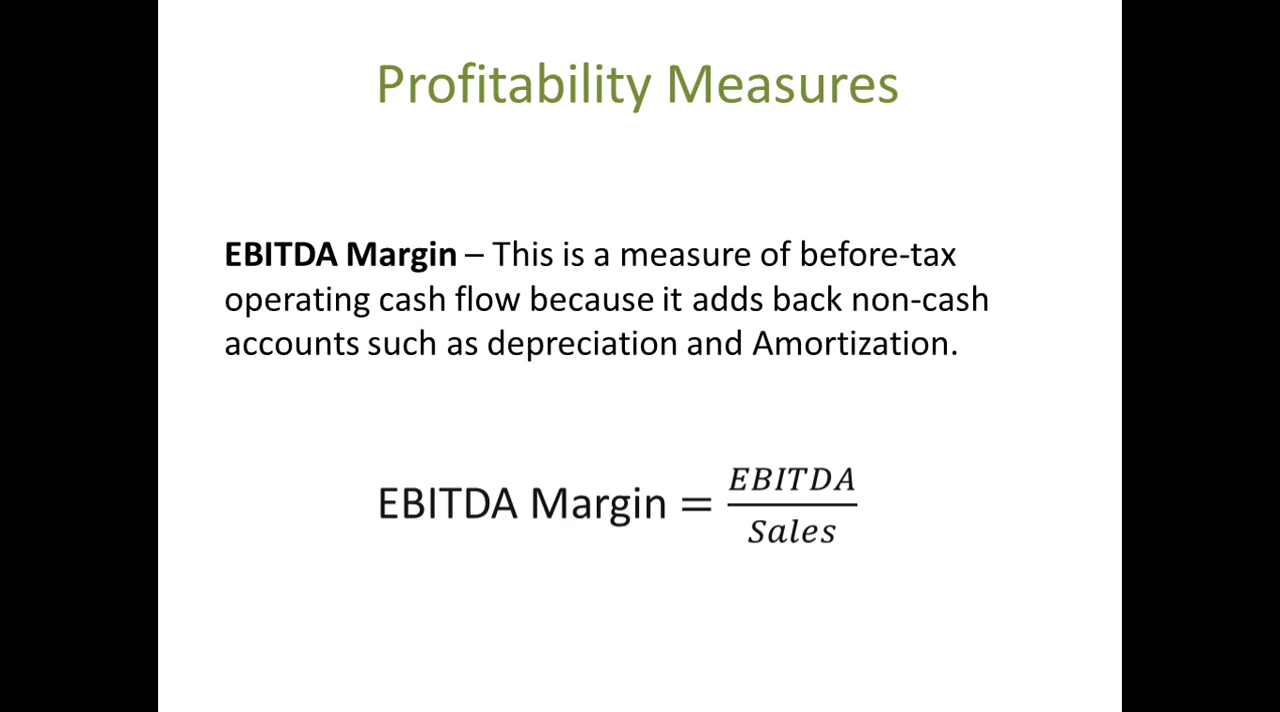 Profitability Measures
EBITDA Margin – This is a measure of before-tax
operating cash flow because it adds back non-cash
accounts such as depreciation and Amortization.
EBITDA Margin = EBITDA
Sales